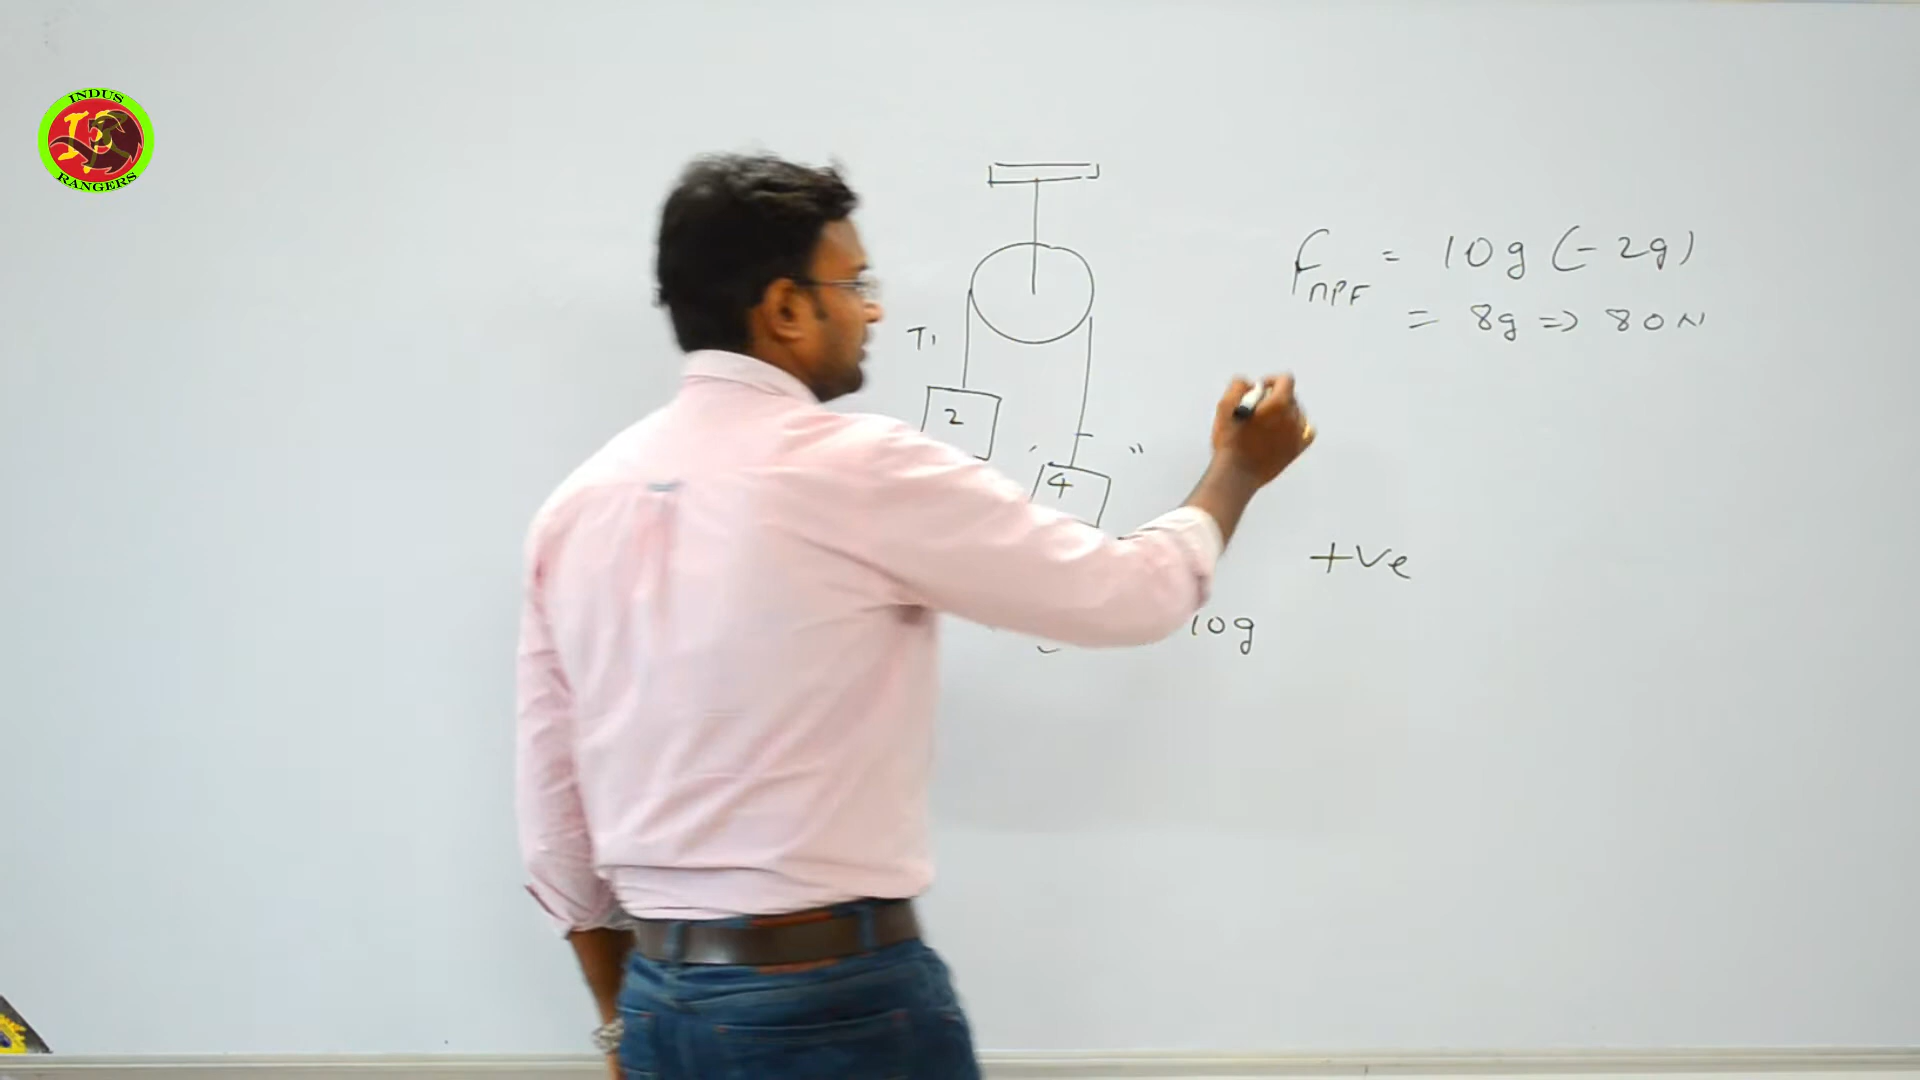 INDUS
RANGERS
F_NPF = 10g (-2g)
= 8g => 80N
T1
2
4
+ve
10g